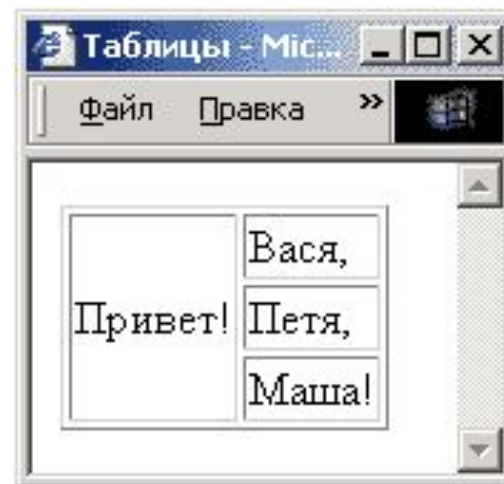 Таблицы - Mic...
Файл Правка »
Привет!
Вася,
Петя,
Маша!